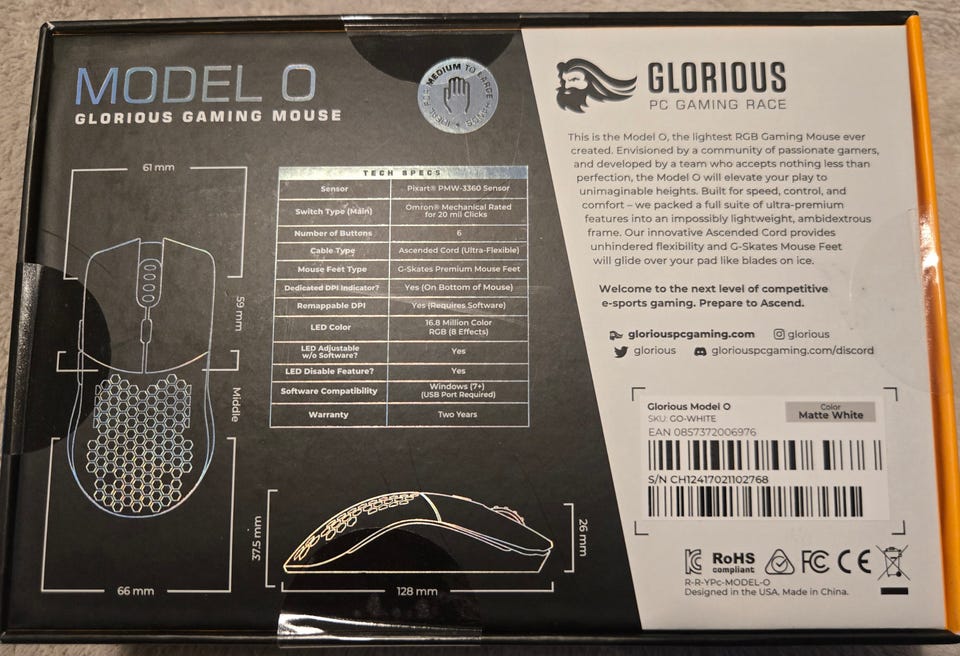 MODEL O
GLORIOUS GAMING MOUSE
IDEAL FOR MEDIUM TO LARGE HANDS
61 mm
59 mm
Middle
66 mm
TECH SPECS
Sensor Pixart® PMW-3360 Sensor
Switch Type (Main) Omron® Mechanical Rated
for 20 mil Clicks
Number of Buttons 6
Cable Type Ascended Cord (Ultra-Flexible)
Mouse Feet Type G-Skates Premium Mouse Feet
Dedicated DPI Indicator? Yes (On Bottom of Mouse)
Remappable DPI Yes (Requires Software)
LED Color 16.8 Million Color
RGB (8 Effects)
LED Adjustable
w/o Software? Yes
LED Disable Feature? Yes
Software Compatibility Windows (7+)
(USB Port Required)
Warranty Two Years
37.5 mm
26 mm
128 mm
GLORIOUS
PC GAMING RACE
This is the Model O, the lightest RGB Gaming Mouse ever
created. Envisioned by a community of passionate gamers,
and developed by a team who accepts nothing less than
perfection, the Model O will elevate your play to
unimaginable heights. Built for speed, control, and
comfort – we packed a full suite of ultra-premium
features into an impossibly lightweight, ambidextrous
frame. Our innovative Ascended Cord provides
unhindered flexibility and G-Skates Mouse Feet
will glide over your pad like blades on ice.
Welcome to the next level of competitive
e-sports gaming. Prepare to Ascend.
gloriouspcgaming.com glorious
glorious gloriouspcgaming.com/discord
Glorious Model O
SKU: GO-WHITE
Color
Matte White
EAN 0857372006976
S/N CH12417021102768
RoHS
compliant
FC CE
R-R-YPc-MODEL-O
Designed in the USA. Made in China.